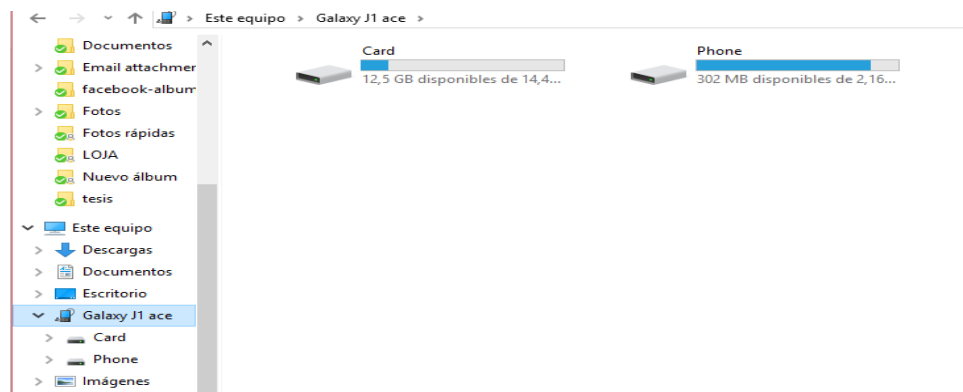 Este equipo > Galaxy J1 ace >
Documentos
Email attachmer
facebook-album
Fotos
Fotos rápidas
LOJA
Nuevo álbum
tesis
Este equipo
Descargas
Documentos
Escritorio
Galaxy J1 ace
Card
Phone
Imágenes
Card
12,5 GB disponibles de 14,4...
Phone
302 MB disponibles de 2,16...